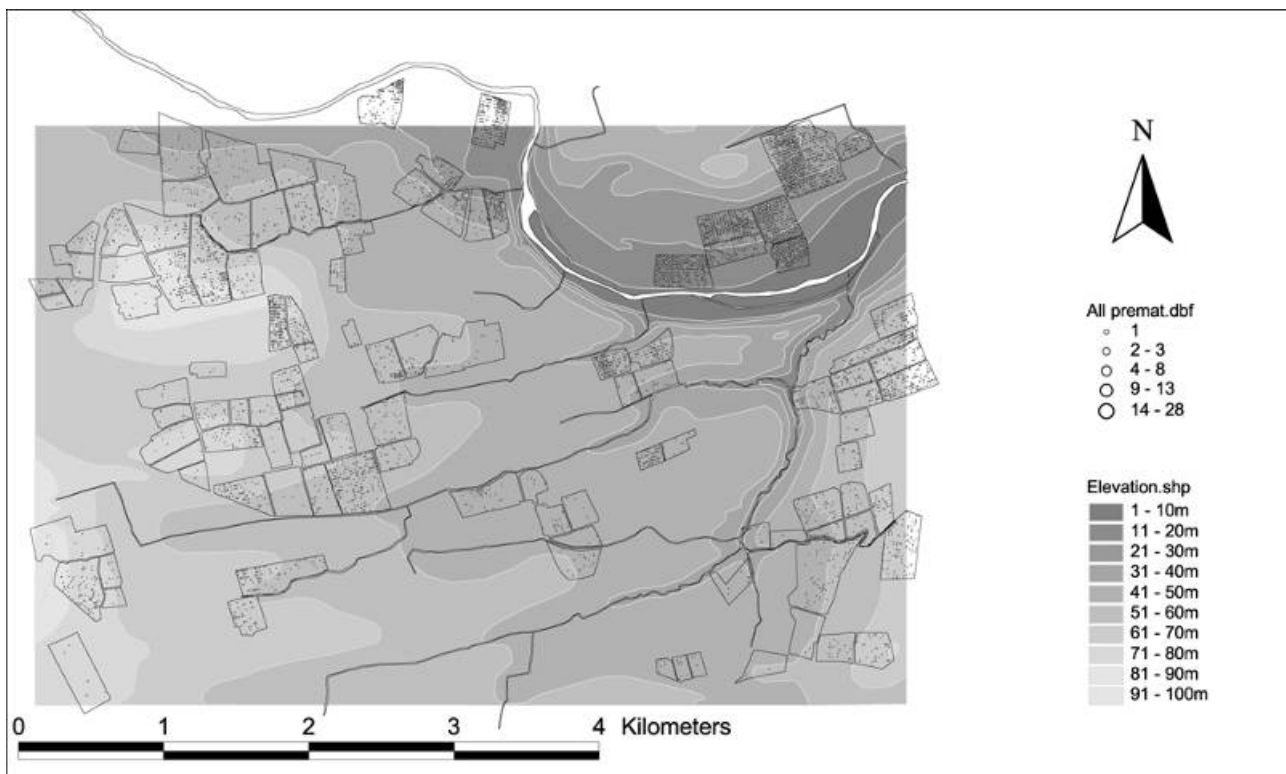 N
All premat.dbf
1
2 - 3
4 - 8
9 - 13
14 - 28
Elevation.shp
1 - 10m
11 - 20m
21 - 30m
31 - 40m
41 - 50m
51 - 60m
61 - 70m
71 - 80m
81 - 90m
91 - 100m
0 1 2 3 4 Kilometers